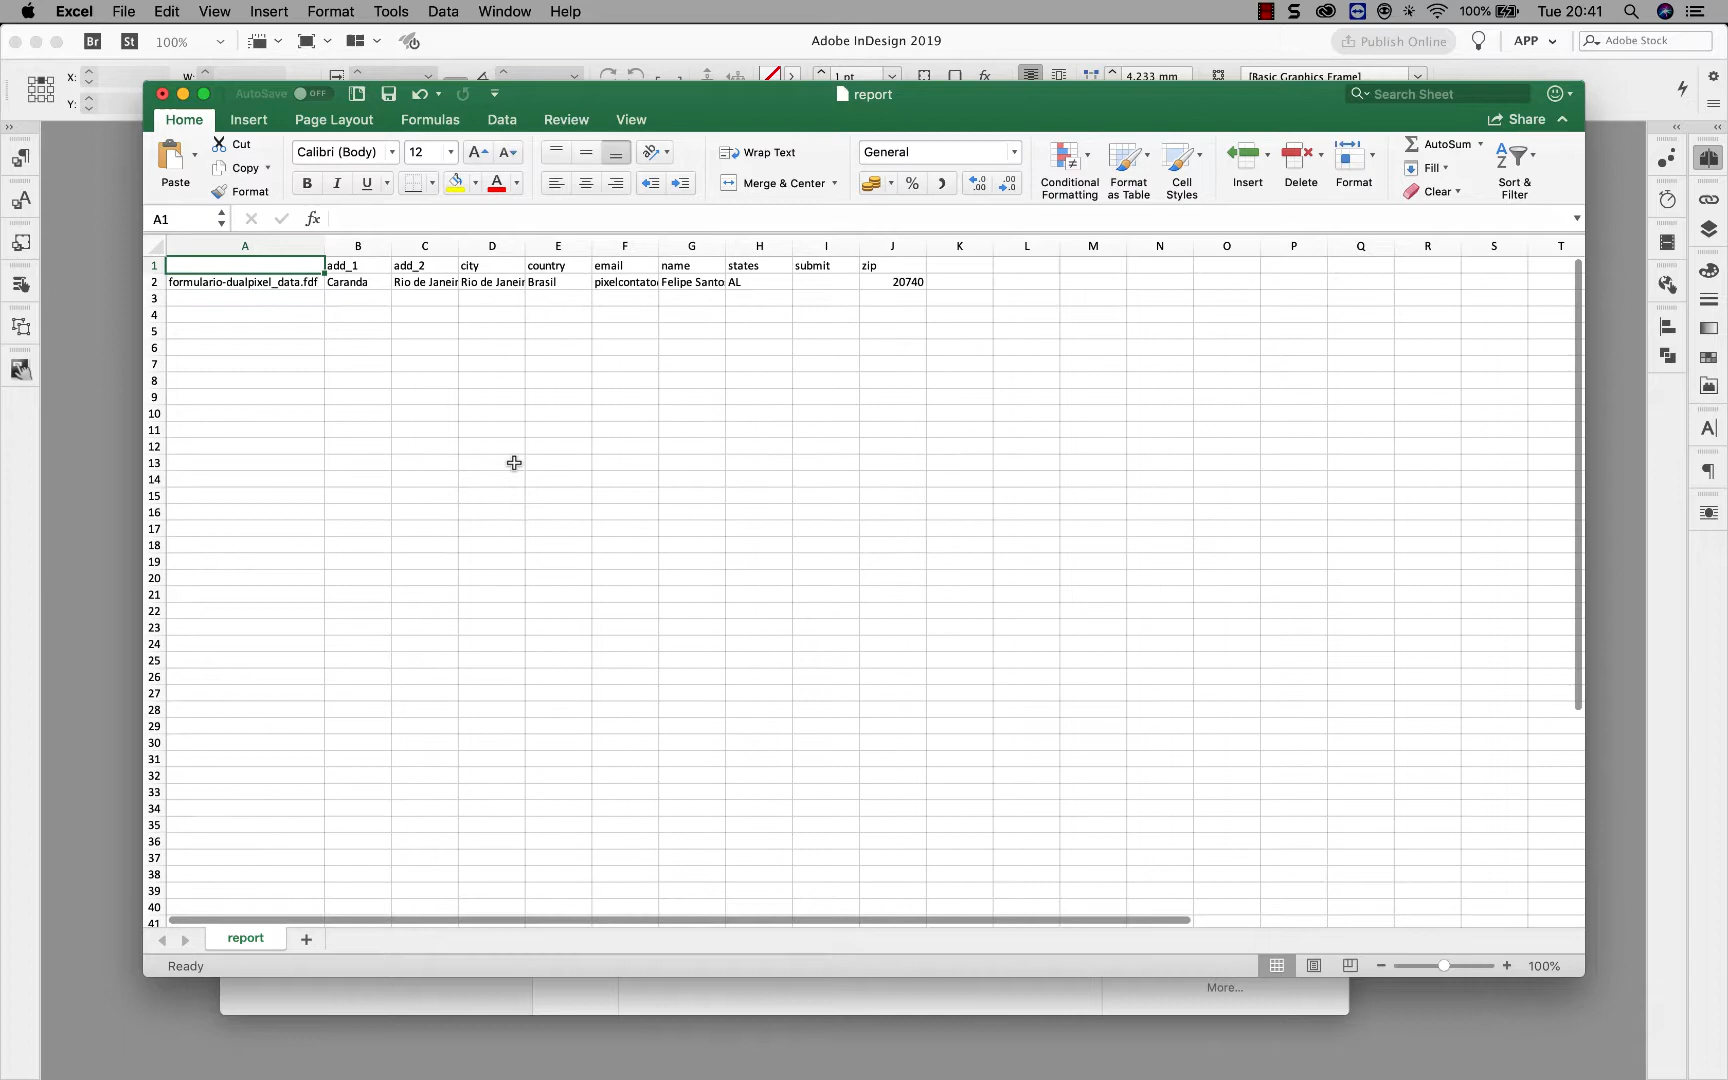 Excel File Edit View Insert Format Tools Data Window Help 100% Tue 20:41
Br St 100% Adobe InDesign 2019 Publish Online APP Adobe Stock
X: W: 1 pt fx 4.233 mm [Basic Graphics Frame]
Y:
AutoSave OFF report Search Sheet
Home Insert Page Layout Formulas Data Review View Share
Paste Cut Copy Format
Calibri (Body) 12 B I U A
Wrap Text
Merge & Center
General
%
Conditional Formatting
Format as Table
Cell Styles
Insert Delete Format
AutoSum
Fill
Clear
Sort & Filter
A1 fx
A B C D E F G H I J K L M N O P Q R S T
1 add_1 add_2 city country email name states submit zip
2 formulario-dualpixel_data.fdf Caranda Rio de Janeir Rio de Janeir Brasil pixelcontato Felipe Santo AL 20740
3
4
5
6
7
8
9
10
11
12
13
14
15
16
17
18
19
20
21
22
23
24
25
26
27
28
29
30
31
32
33
34
35
36
37
38
39
40
41
report
Ready 100%
More...